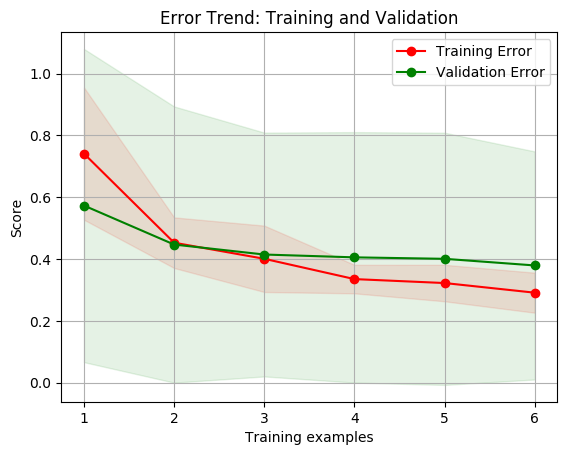 Error Trend: Training and Validation
Training Error
Validation Error
Score
1.0
0.8
0.6
0.4
0.2
0.0
1 2 3 4 5 6
Training examples